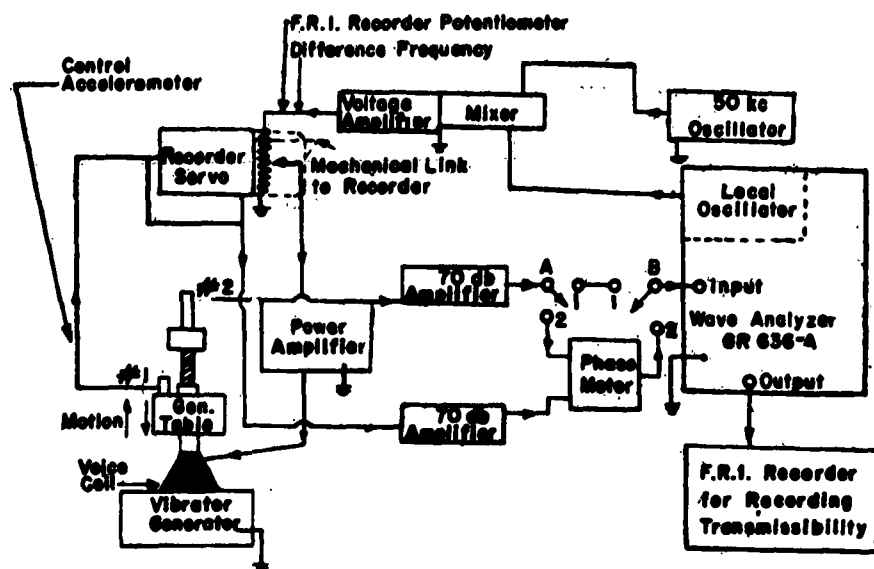 F.R.I. Recorder Potentiometer
Difference Frequency
Control
Accelerometer
Voltage
Amplifier
Mixer
50 kc
Oscillator
Recorder
Servo
Mechanical Link
to Recorder
Local
Oscillator
#2
70 db
Amplifier
A
B
1
1
2
2
Input
Power
Amplifier
Wave Analyzer
GR 636-A
Phase
Meter
#1
Gen.
Table
Motion
70 db
Amplifier
Output
Voice
Coil
Vibrator
Generator
F.R.I. Recorder
for Recording
Transmissibility